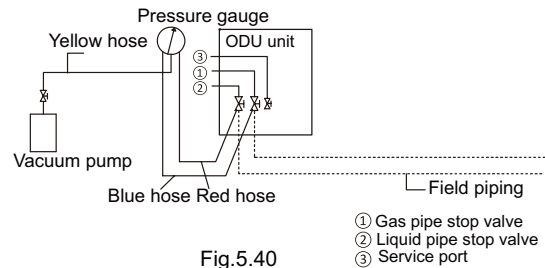 Pressure gauge
Yellow hose
ODU unit
③
①
②
Vacuum pump
Blue hose Red hose
Field piping
① Gas pipe stop valve
② Liquid pipe stop valve
③ Service port
Fig.5.40